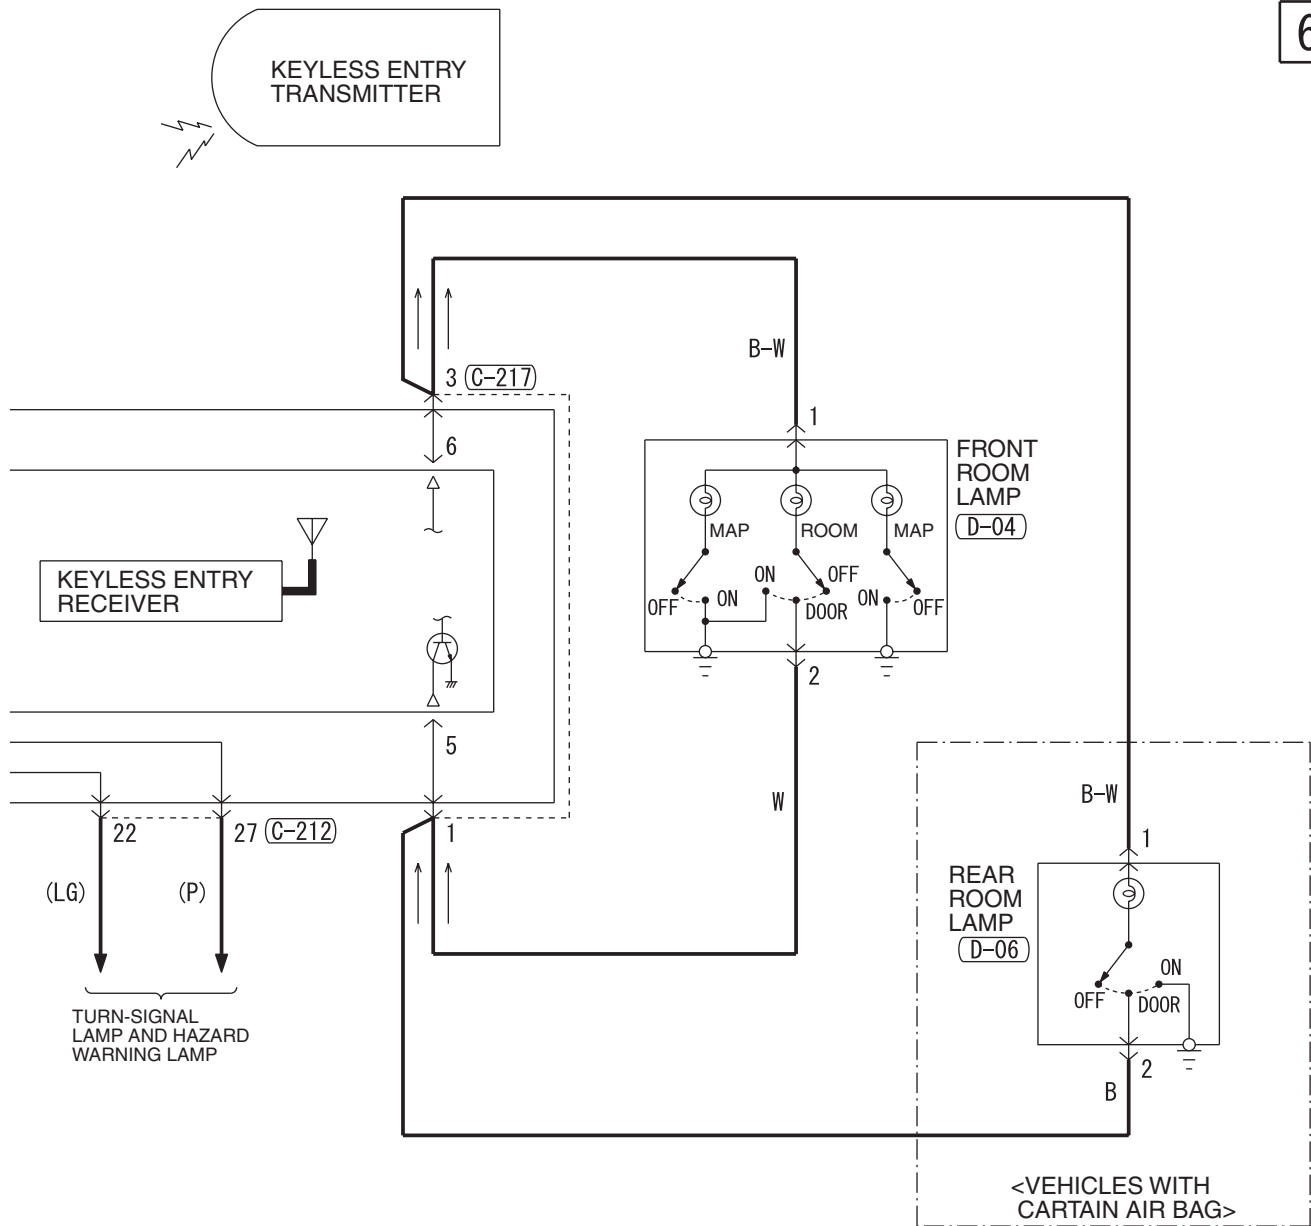 6
KEYLESS ENTRY
TRANSMITTER
B-W
3 (C-217)
1
6
FRONT
ROOM
LAMP
D-04
MAP
ROOM
MAP
KEYLESS ENTRY
RECEIVER
OFF
ON
ON
OFF
DOOR
ON
OFF
2
5
W
B-W
22
27 C-212
1
1
(LG)
(P)
REAR
ROOM
LAMP
D-06
ON
OFF
DOOR
TURN-SIGNAL
LAMP AND HAZARD
WARNING LAMP
2
B
<VEHICLES WITH
CARTAIN AIR BAG>